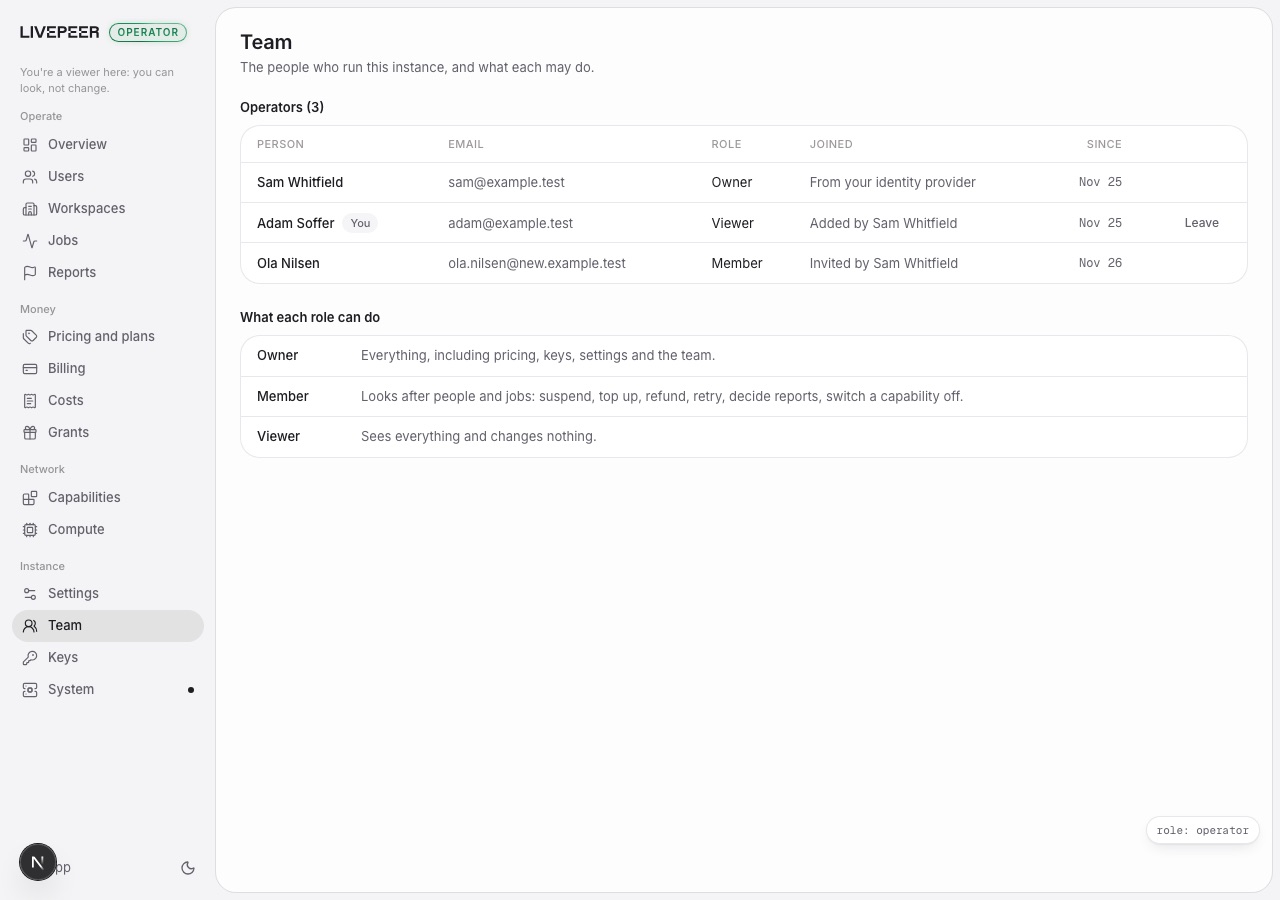 LIVEPEER OPERATOR
You're a viewer here: you can
look, not change.
Operate
Overview
Users
Workspaces
Jobs
Reports
Money
Pricing and plans
Billing
Costs
Grants
Network
Capabilities
Compute
Instance
Settings
Team
Keys
System
N
pp
Team
The people who run this instance, and what each may do.
Operators (3)
PERSON EMAIL ROLE JOINED SINCE
Sam Whitfield sam@example.test Owner From your identity provider Nov 25
Adam Soffer You adam@example.test Viewer Added by Sam Whitfield Nov 25 Leave
Ola Nilsen ola.nilsen@new.example.test Member Invited by Sam Whitfield Nov 26
What each role can do
Owner Everything, including pricing, keys, settings and the team.
Member Looks after people and jobs: suspend, top up, refund, retry, decide reports, switch a capability off.
Viewer Sees everything and changes nothing.
role: operator